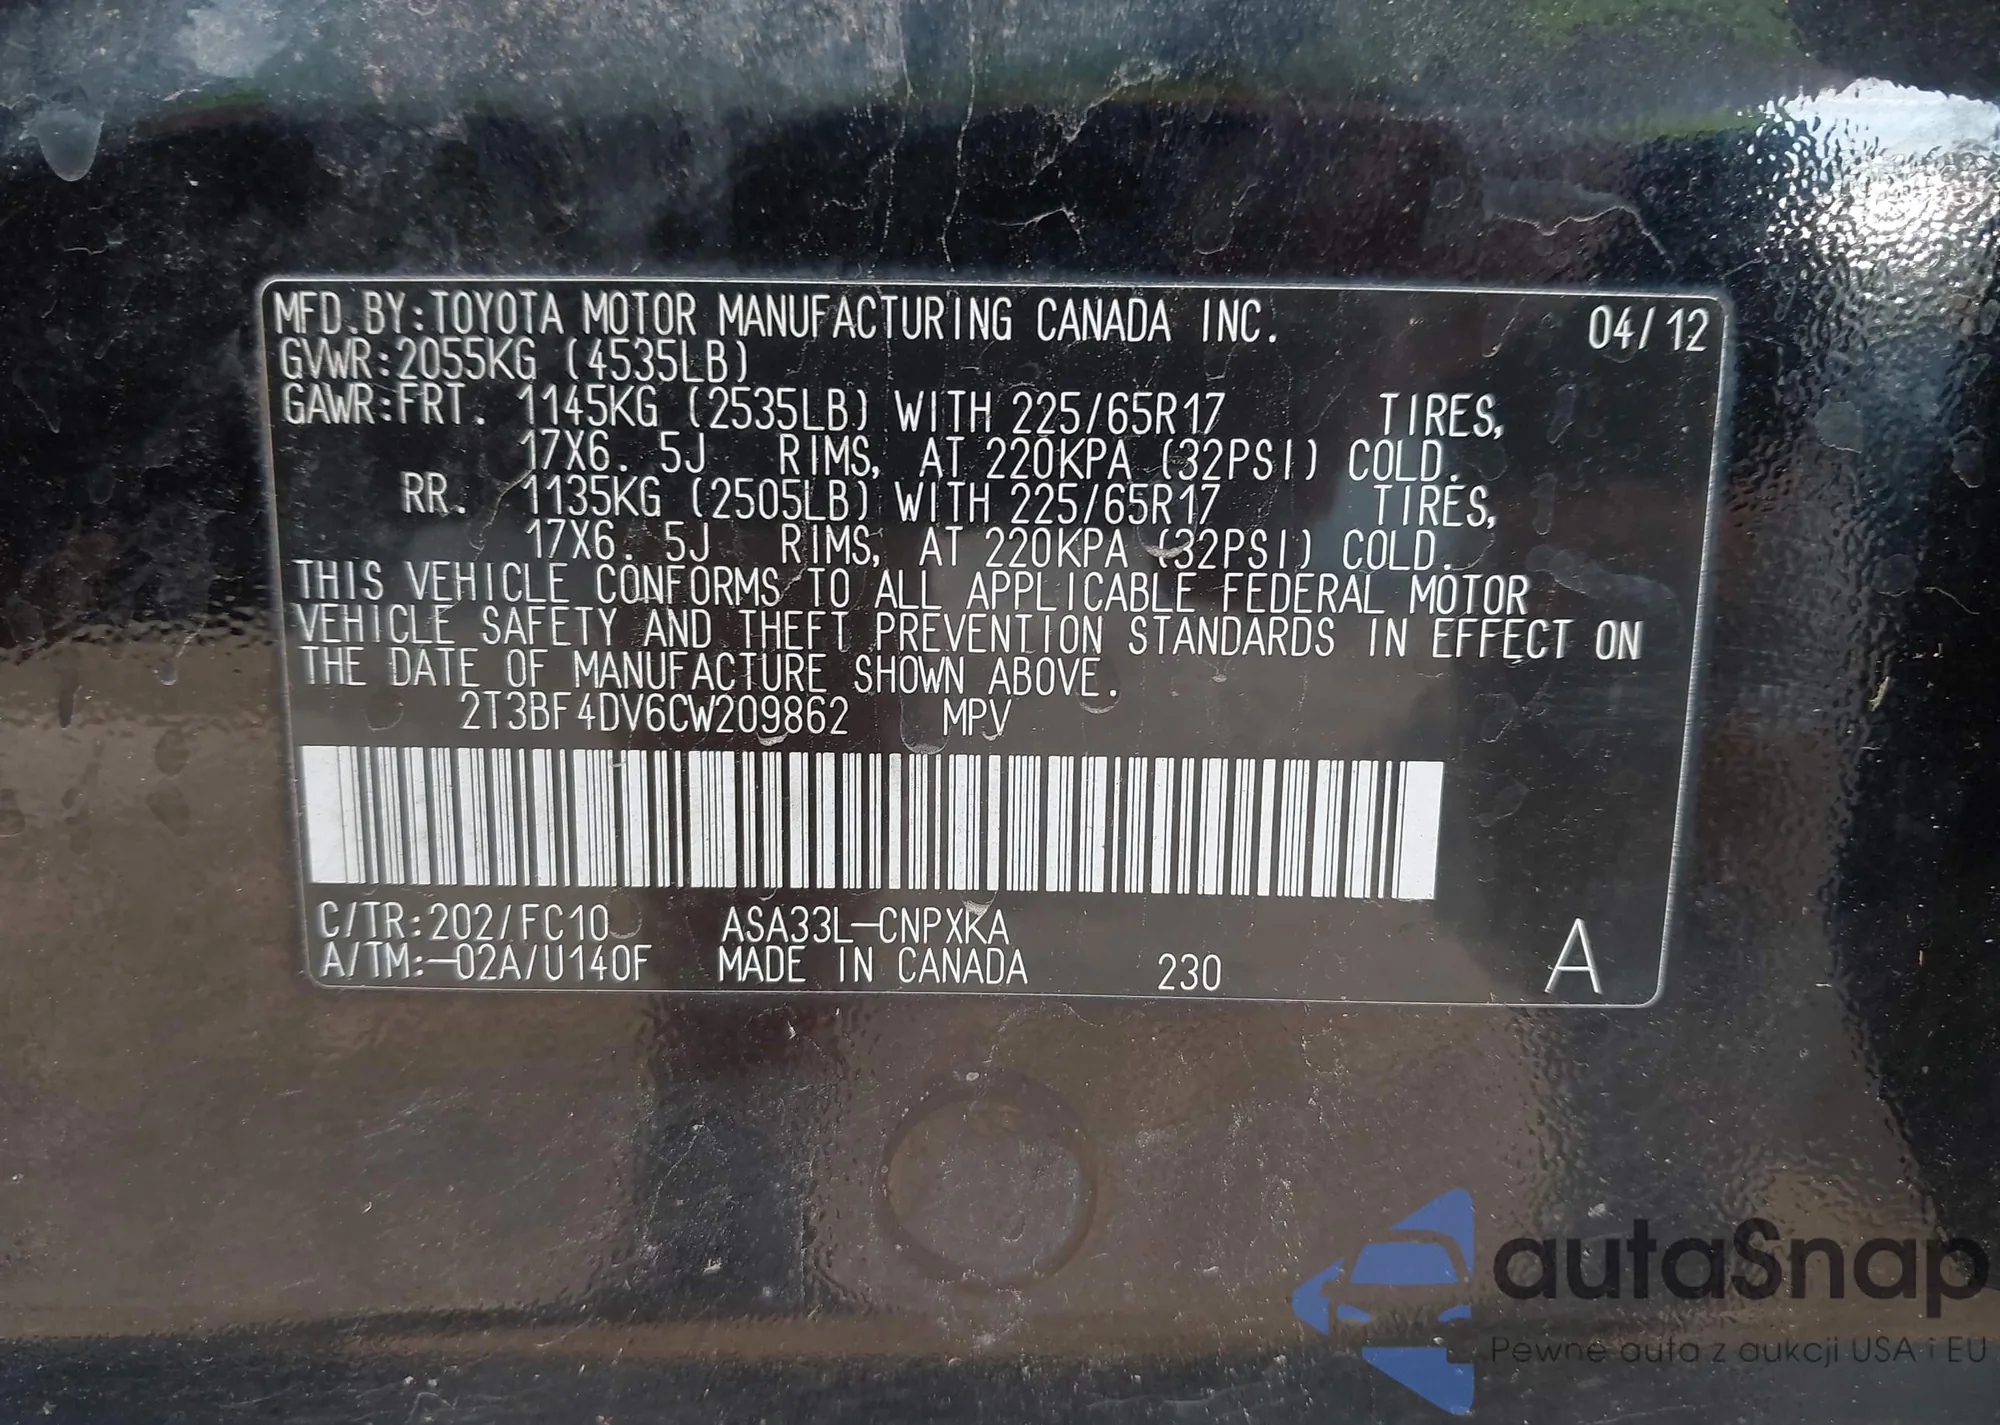 MFD.BY:TOYOTA MOTOR MANUFACTURING CANADA INC. 04/12
GVWR:2055KG (4535LB)
GAWR:FRT. 1145KG (2535LB) WITH 225/65R17 TIRES,
17X6. 5J RIMS, AT 220KPA (32PSI) COLD.
RR. 1135KG (2505LB) WITH 225/65R17 TIRES,
17X6. 5J RIMS, AT 220KPA (32PSI) COLD.
THIS VEHICLE CONFORMS TO ALL APPLICABLE FEDERAL MOTOR
VEHICLE SAFETY AND THEFT PREVENTION STANDARDS IN EFFECT ON
THE DATE OF MANUFACTURE SHOWN ABOVE.
2T3BF4DV6CW209862 MPV
C/TR:202/FC10 ASA33L-CNPXKA
A/TM:-02A/U140F MADE IN CANADA 230 A
autaSnap
Pewne auta z aukcji USA i EU